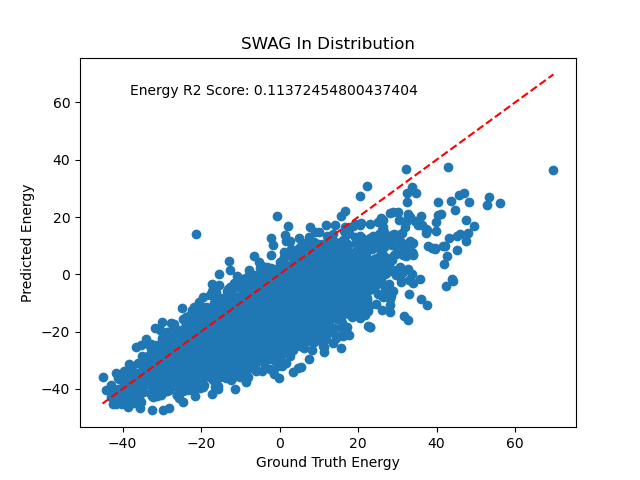 SWAG In Distribution
Energy R2 Score: 0.11372454800437404
Predicted Energy
60
40
20
0
−20
−40
−40 −20 0 20 40 60
Ground Truth Energy